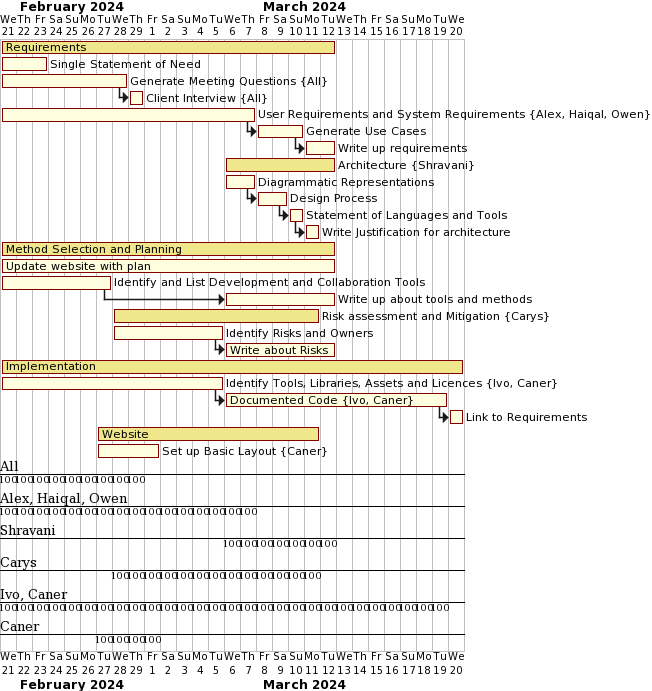 February 2024 March 2024
We Th Fr Sa Su Mo Tu We Th Fr Sa Su Mo Tu We Th Fr Sa Su Mo Tu We Th Fr Sa Su Mo Tu We
21 22 23 24 25 26 27 28 29 1 2 3 4 5 6 7 8 9 10 11 12 13 14 15 16 17 18 19 20
Requirements
Single Statement of Need
Generate Meeting Questions {All}
Client Interview {All}
User Requirements and System Requirements {Alex, Haiqal, Owen}
Generate Use Cases
Write up requirements
Architecture {Shravani}
Diagrammatic Representations
Design Process
Statement of Languages and Tools
Write Justification for architecture
Method Selection and Planning
Update website with plan
Identify and List Development and Collaboration Tools
Write up about tools and methods
Risk assessment and Mitigation {Carys}
Identify Risks and Owners
Write about Risks
Implementation
Identify Tools, Libraries, Assets and Licences {Ivo, Caner}
Documented Code {Ivo, Caner}
Link to Requirements
Website
Set up Basic Layout {Caner}
All
100 100 100 100 100 100 100 100 100
Alex, Haiqal, Owen
100 100 100 100 100 100 100 100 100 100 100 100 100 100 100 100
Shravani
100 100 100 100 100 100 100
Carys
100 100 100 100 100 100 100 100 100 100 100 100 100
Ivo, Caner
100 100 100 100 100 100 100 100 100 100 100 100 100 100 100 100 100 100 100 100 100 100 100 100 100 100 100 100
Caner
100 100 100 100
We Th Fr Sa Su Mo Tu We Th Fr Sa Su Mo Tu We Th Fr Sa Su Mo Tu We Th Fr Sa Su Mo Tu We
21 22 23 24 25 26 27 28 29 1 2 3 4 5 6 7 8 9 10 11 12 13 14 15 16 17 18 19 20
February 2024 March 2024